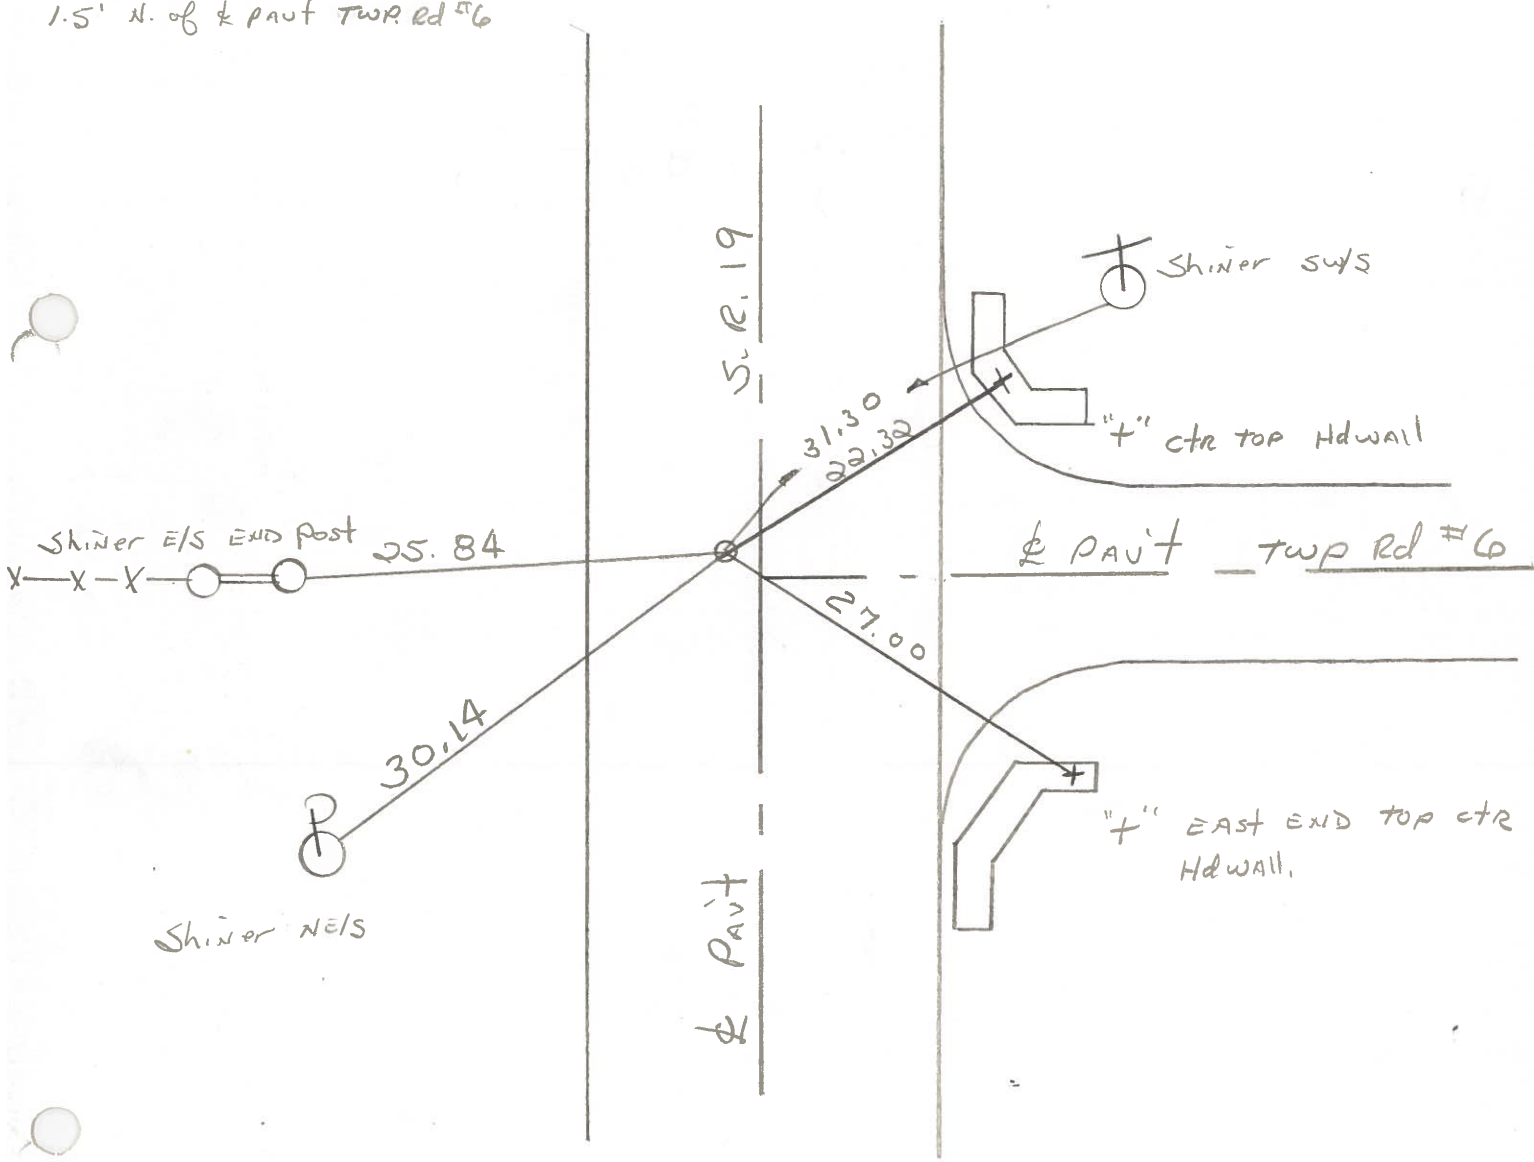 1.5' N. of ℄ PAVT TWP. Rd #6
S. R. 19
Shiner SW/S
31.30
22.32
"+" CTR TOP HdWAll
Shiner E/S END Post
25.84
℄ PAV'T TWP Rd #6
X X X
27.00
30.14
P
"+" EAST END TOP CTR
HdWAll.
Shiner NE/S
℄ PAV'T